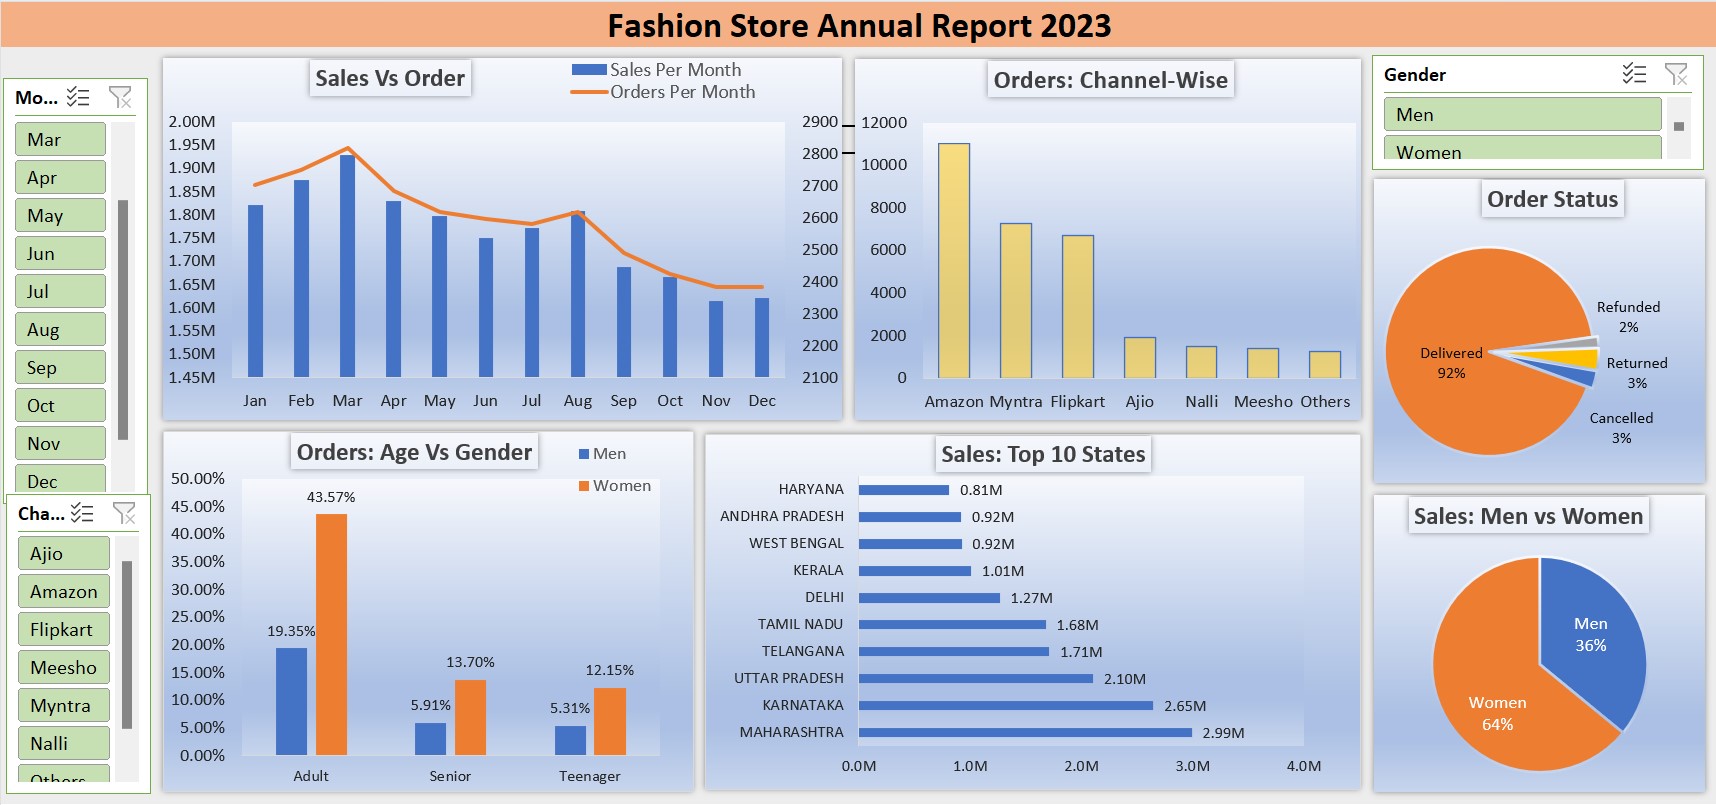 Fashion Store Annual Report 2023
Mo...
Mar
Apr
May
Jun
Jul
Aug
Sep
Oct
Nov
Dec
Cha...
Ajio
Amazon
Flipkart
Meesho
Myntra
Nalli
Others
Sales Vs Order
Sales Per Month
Orders Per Month
2.00M
1.95M
1.90M
1.85M
1.80M
1.75M
1.70M
1.65M
1.60M
1.55M
1.50M
1.45M
2900
2800
2700
2600
2500
2400
2300
2200
2100
Jan Feb Mar Apr May Jun Jul Aug Sep Oct Nov Dec
Orders: Channel-Wise
12000
10000
8000
6000
4000
2000
0
Amazon Myntra Flipkart Ajio Nalli Meesho Others
Gender
Men
Women
Order Status
Refunded
2%
Delivered
92%
Returned
3%
Cancelled
3%
Orders: Age Vs Gender
Men
Women
50.00%
45.00%
40.00%
35.00%
30.00%
25.00%
20.00%
15.00%
10.00%
5.00%
0.00%
43.57%
19.35%
13.70%
5.91%
12.15%
5.31%
Adult Senior Teenager
Sales: Top 10 States
HARYANA 0.81M
ANDHRA PRADESH 0.92M
WEST BENGAL 0.92M
KERALA 1.01M
DELHI 1.27M
TAMIL NADU 1.68M
TELANGANA 1.71M
UTTAR PRADESH 2.10M
KARNATAKA 2.65M
MAHARASHTRA 2.99M
0.0M 1.0M 2.0M 3.0M 4.0M
Sales: Men vs Women
Men
36%
Women
64%